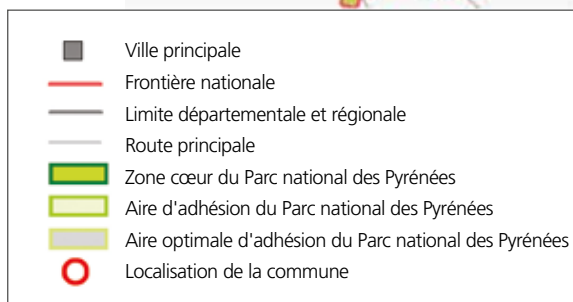 Ville principale
Frontière nationale
Limite départementale et régionale
Route principale
Zone cœur du Parc national des Pyrénées
Aire d'adhésion du Parc national des Pyrénées
Aire optimale d'adhésion du Parc national des Pyrénées
Localisation de la commune